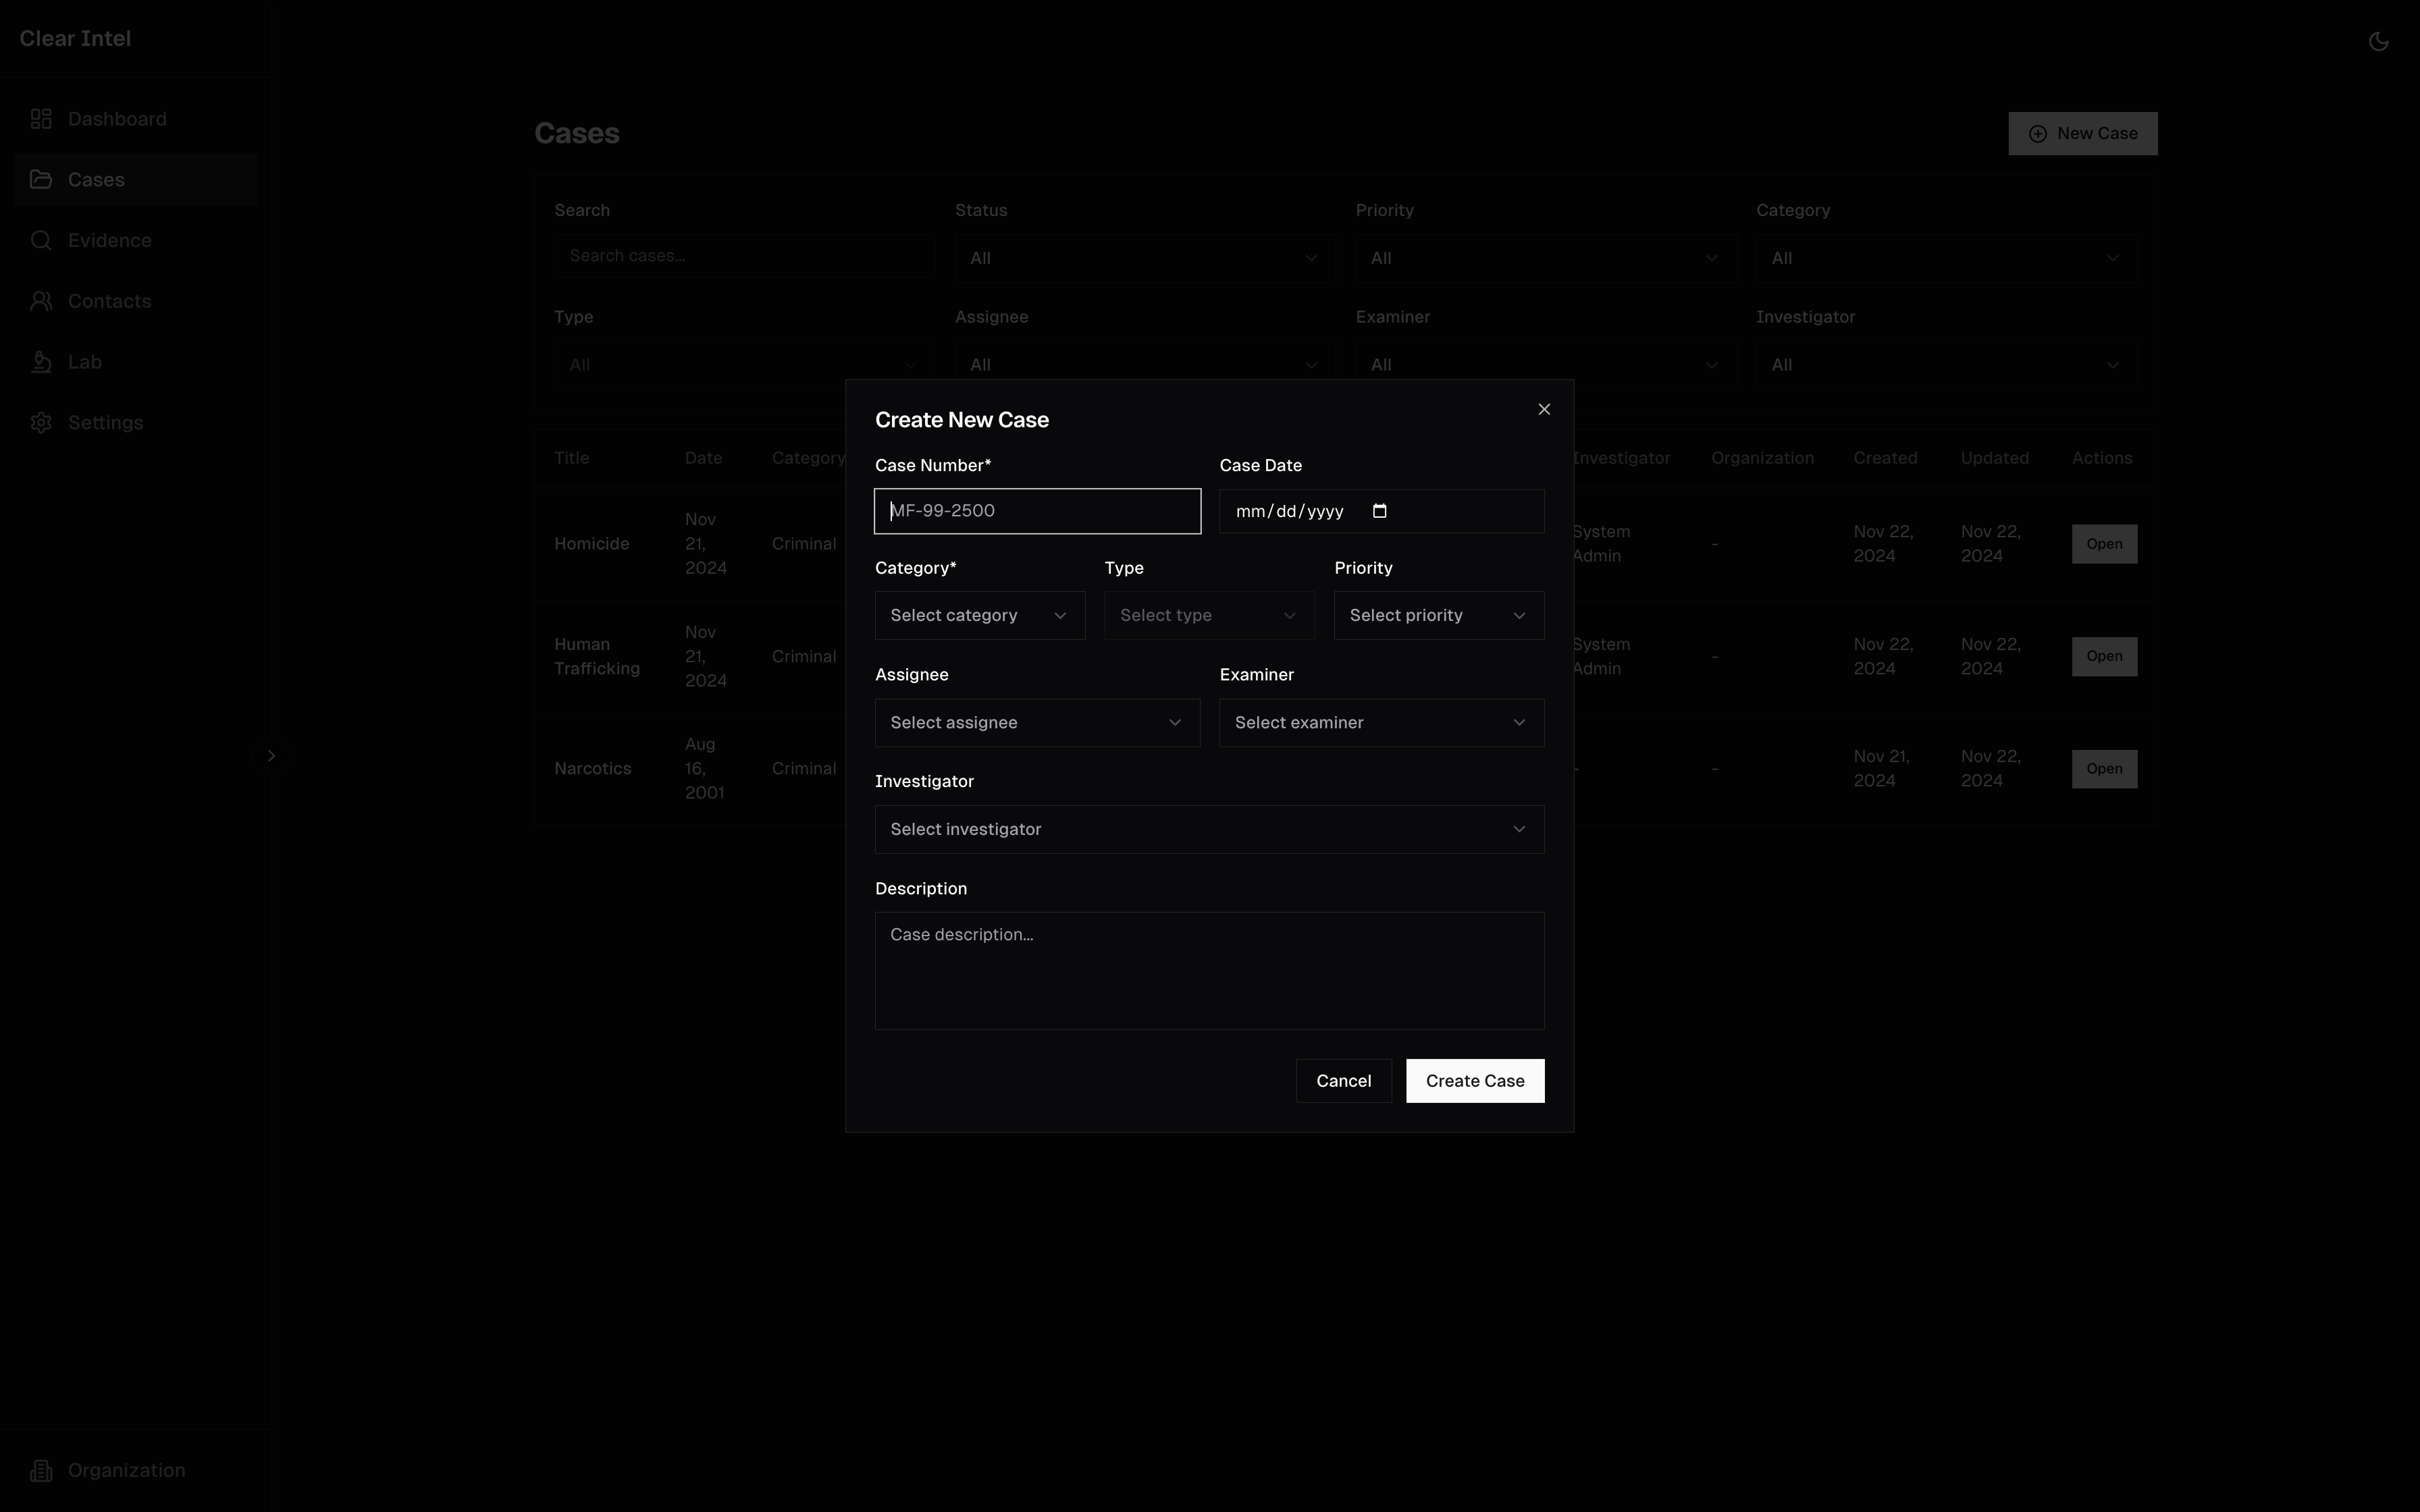 Clear Intel
Dashboard
Cases
Evidence
Contacts
Lab
Settings
Organization
Cases
New Case
Search
Status
Priority
Category
Search cases...
All
All
All
Type
Assignee
Examiner
Investigator
All
All
All
All
Title
Date
Category
Investigator
Organization
Created
Updated
Actions
Homicide
Nov
21,
2024
Criminal
System
Admin
-
Nov 22,
2024
Nov 22,
2024
Open
Human
Trafficking
Nov
21,
2024
Criminal
System
Admin
-
Nov 22,
2024
Nov 22,
2024
Open
Narcotics
Aug
16,
2001
Criminal
-
-
Nov 21,
2024
Nov 22,
2024
Open
Create New Case
Case Number*
Case Date
MF-99-2500
mm/dd/yyyy
Category*
Type
Priority
Select category
Select type
Select priority
Assignee
Examiner
Select assignee
Select examiner
Investigator
Select investigator
Description
Case description...
Cancel
Create Case